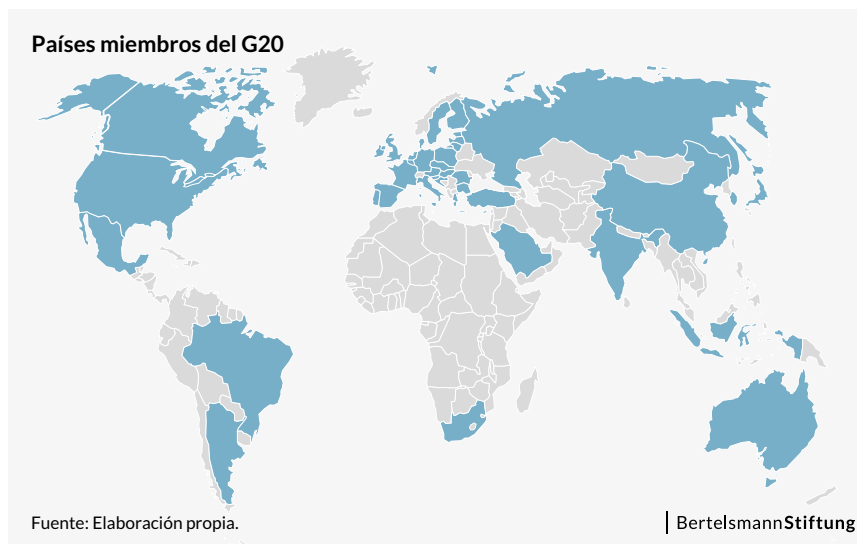 Países miembros del G20
Fuente: Elaboración propia.
BertelsmannStiftung